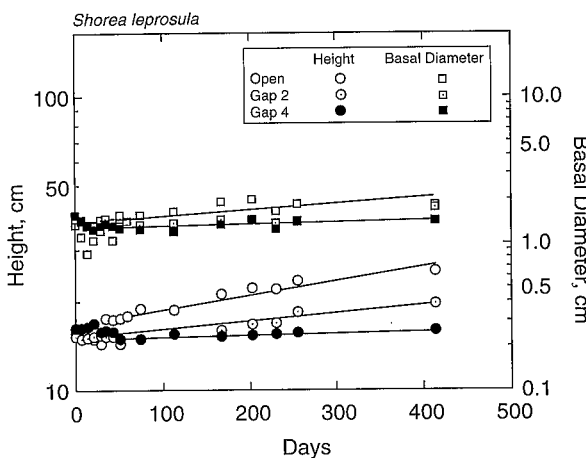 Shorea leprosula
Height Basal Diameter
Open
Gap 2
Gap 4
100
50
10
Height, cm
10.0
5.0
1.0
0.5
0.1
Basal Diameter, cm
0 100 200 300 400 500
Days